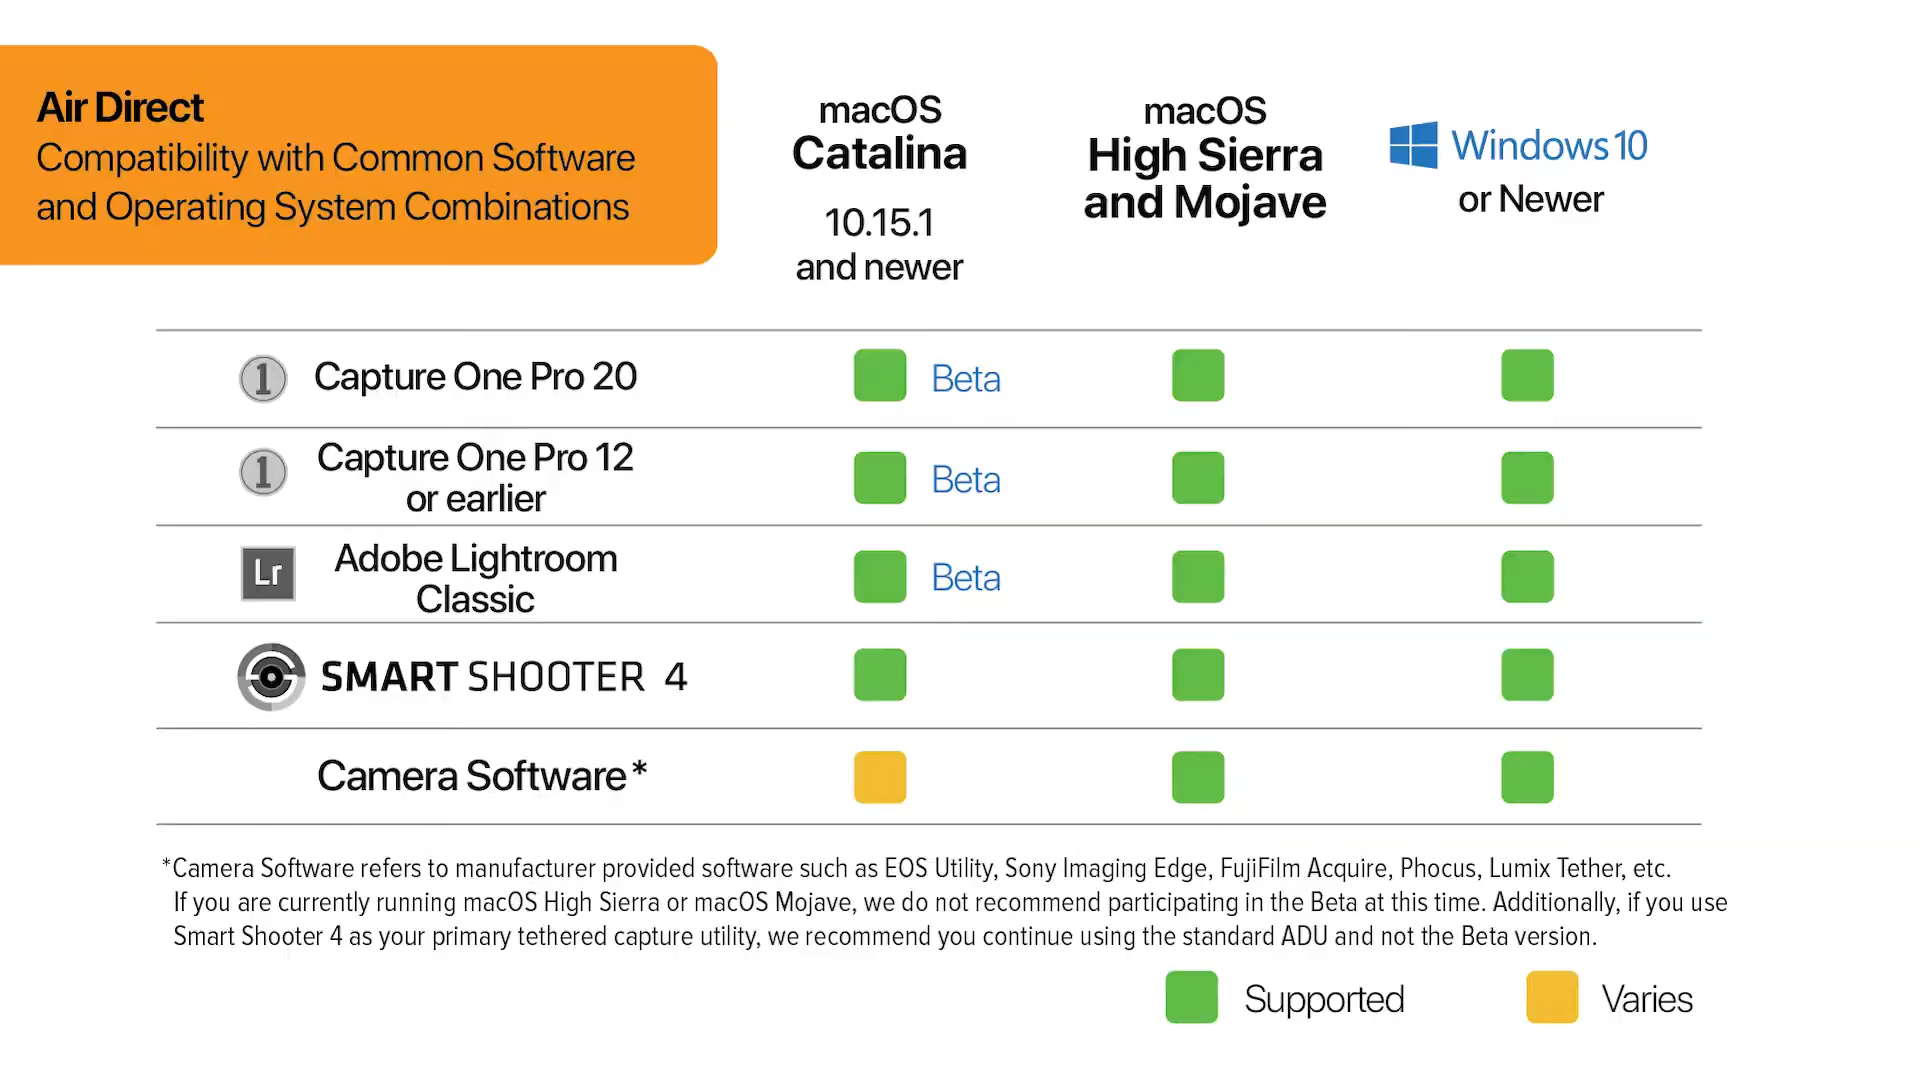 Air Direct
Compatibility with Common Software
and Operating System Combinations
macOS
Catalina
10.15.1
and newer
macOS
High Sierra
and Mojave
Windows 10
or Newer
1 Capture One Pro 20 Beta
1 Capture One Pro 12
or earlier
Beta
Lr Adobe Lightroom
Classic
Beta
SMART SHOOTER 4
Camera Software*
*Camera Software refers to manufacturer provided software such as EOS Utility, Sony Imaging Edge, FujiFilm Acquire, Phocus, Lumix Tether, etc.
If you are currently running macOS High Sierra or macOS Mojave, we do not recommend participating in the Beta at this time. Additionally, if you use
Smart Shooter 4 as your primary tethered capture utility, we recommend you continue using the standard ADU and not the Beta version.
Supported Varies